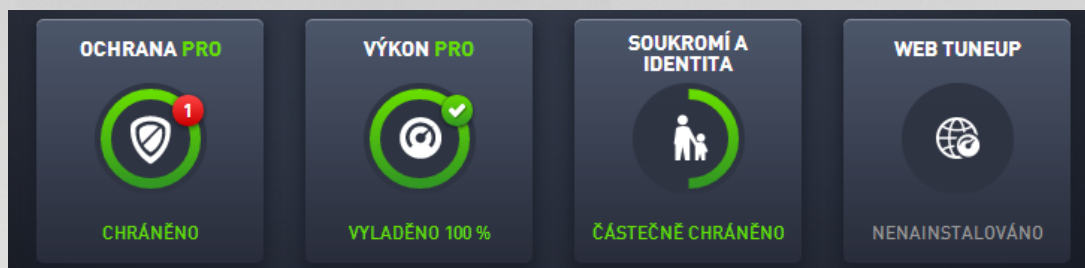 OCHRANA PRO
1
CHRÁNĚNO
VÝKON PRO
VYLADĚNO 100 %
SOUKROMÍ A
IDENTITA
ČÁSTEČNĚ CHRÁNĚNO
WEB TUNEUP
NENAINSTALOVÁNO